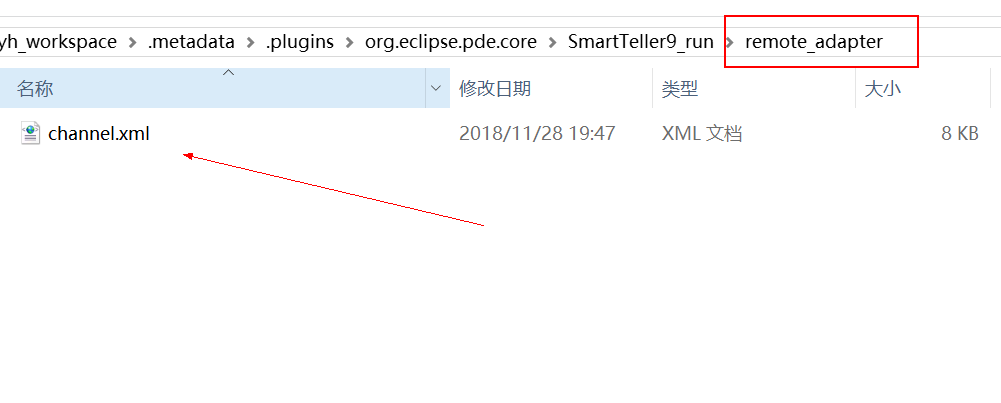 yh_workspace > .metadata > .plugins > org.eclipse.pde.core > SmartTeller9_run > remote_adapter
名称 修改日期 类型 大小
channel.xml 2018/11/28 19:47 XML 文档 8 KB